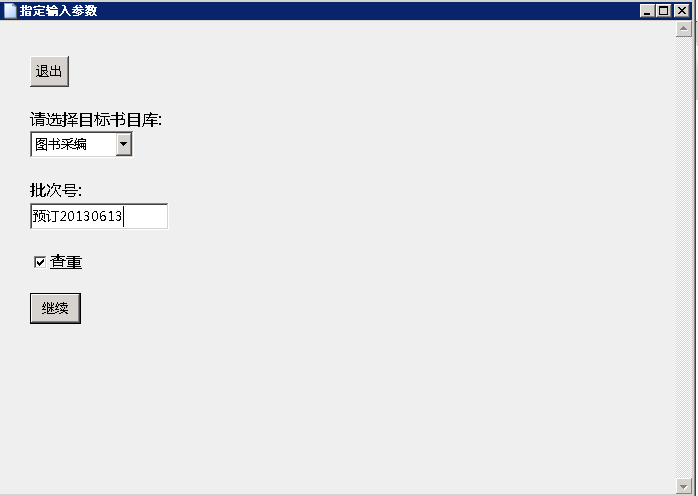 指定输入参数
退出
请选择目标书目库:
图书采编
批次号:
预订20130613
查重
继续